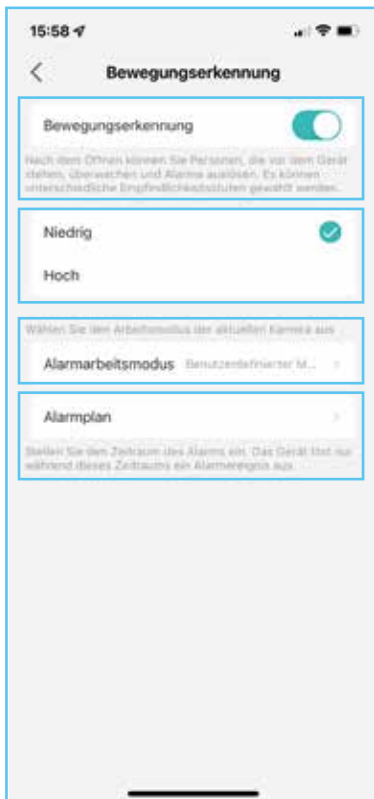 15:58
Bewegungserkennung
Bewegungserkennung
Nach dem Öffnen können Sie Personen, die vor dem Gerät
stehen, überwachen und Alarme auslösen. Es können
unterschiedliche Empfindlichkeitsstufen gewählt werden.
Niedrig
Hoch
Wählen Sie den Arbeitsmodus der aktuellen Kamera aus
Alarmarbeitsmodus Benutzerdefinierter M...
Alarmplan
Stellen Sie den Zeitraum des Alarms ein. Das Gerät löst nur
während dieses Zeitraums ein Alarmereignis aus.